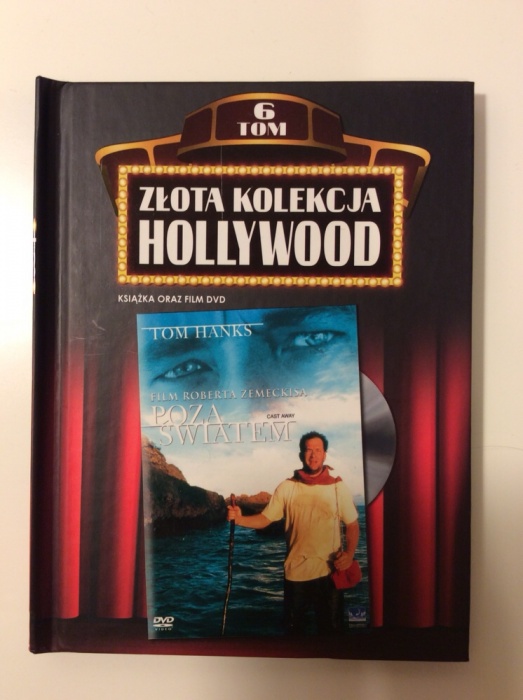 6
TOM
ZŁOTA KOLEKCJA
HOLLYWOOD
KSIĄŻKA ORAZ FILM DVD
TOM HANKS
FILM ROBERTA ZEMECKISA
POZA
CAST AWAY
ŚWIATEM
DVD
VIDEO